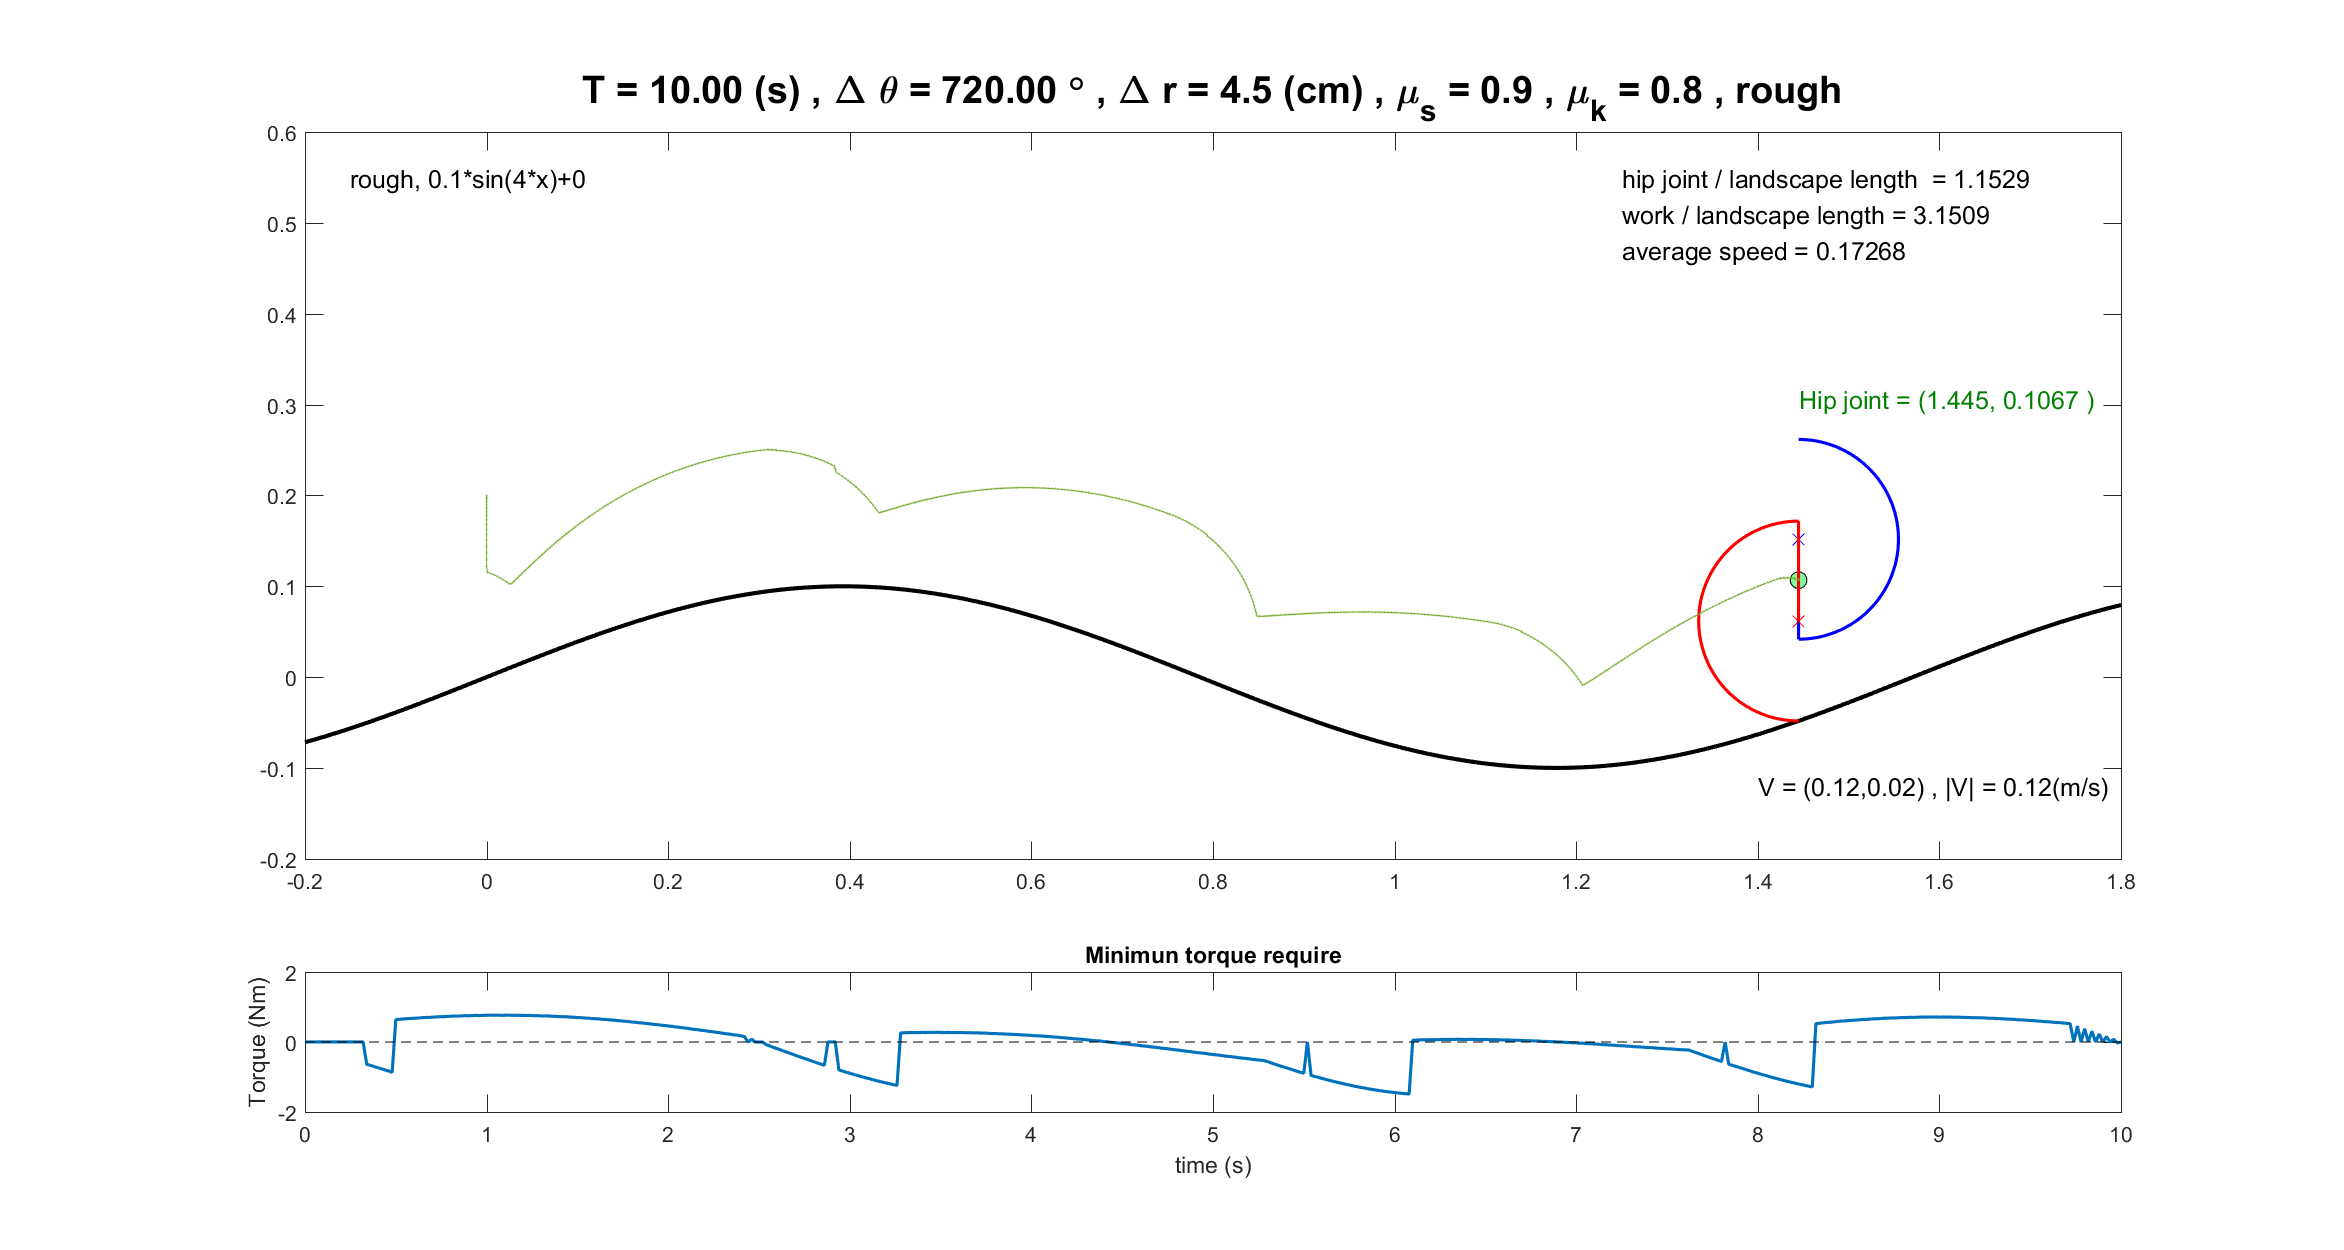 T = 10.00 (s) , Δ θ = 720.00 ° , Δ r = 4.5 (cm) , μs = 0.9 , μk = 0.8 , rough
0.6
0.5
0.4
0.3
0.2
0.1
0
-0.1
-0.2
rough, 0.1*sin(4*x)+0
hip joint / landscape length  = 1.1529
work / landscape length = 3.1509
average speed = 0.17268
Hip joint = (1.445, 0.1067 )
V = (0.12,0.02) , |V| = 0.12(m/s)
-0.2 0 0.2 0.4 0.6 0.8 1 1.2 1.4 1.6 1.8
Minimun torque require
Torque (Nm)
2
0
-2
0 1 2 3 4 5 6 7 8 9 10
time (s)